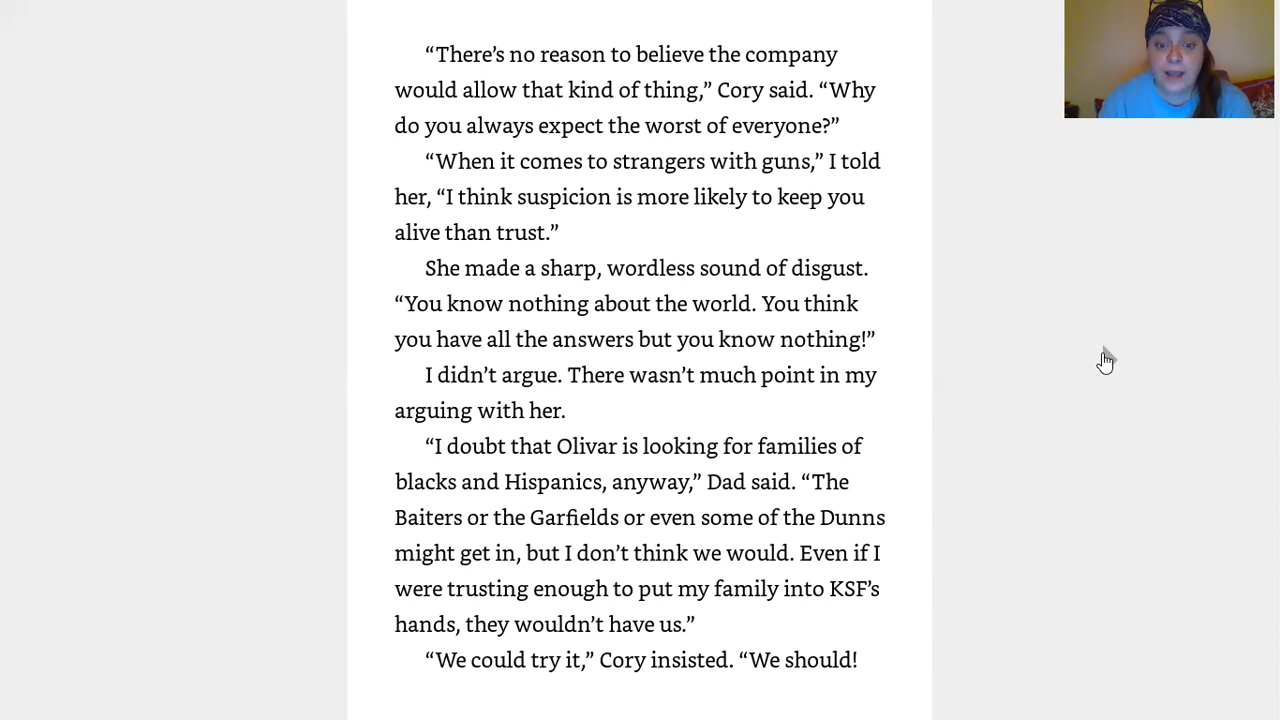 “There’s no reason to believe the company
would allow that kind of thing,” Cory said. “Why
do you always expect the worst of everyone?”
“When it comes to strangers with guns,” I told
her, “I think suspicion is more likely to keep you
alive than trust.”
She made a sharp, wordless sound of disgust.
“You know nothing about the world. You think
you have all the answers but you know nothing!”
I didn’t argue. There wasn’t much point in my
arguing with her.
“I doubt that Olivar is looking for families of
blacks and Hispanics, anyway,” Dad said. “The
Baiters or the Garfields or even some of the Dunns
might get in, but I don’t think we would. Even if I
were trusting enough to put my family into KSF’s
hands, they wouldn’t have us.”
“We could try it,” Cory insisted. “We should!